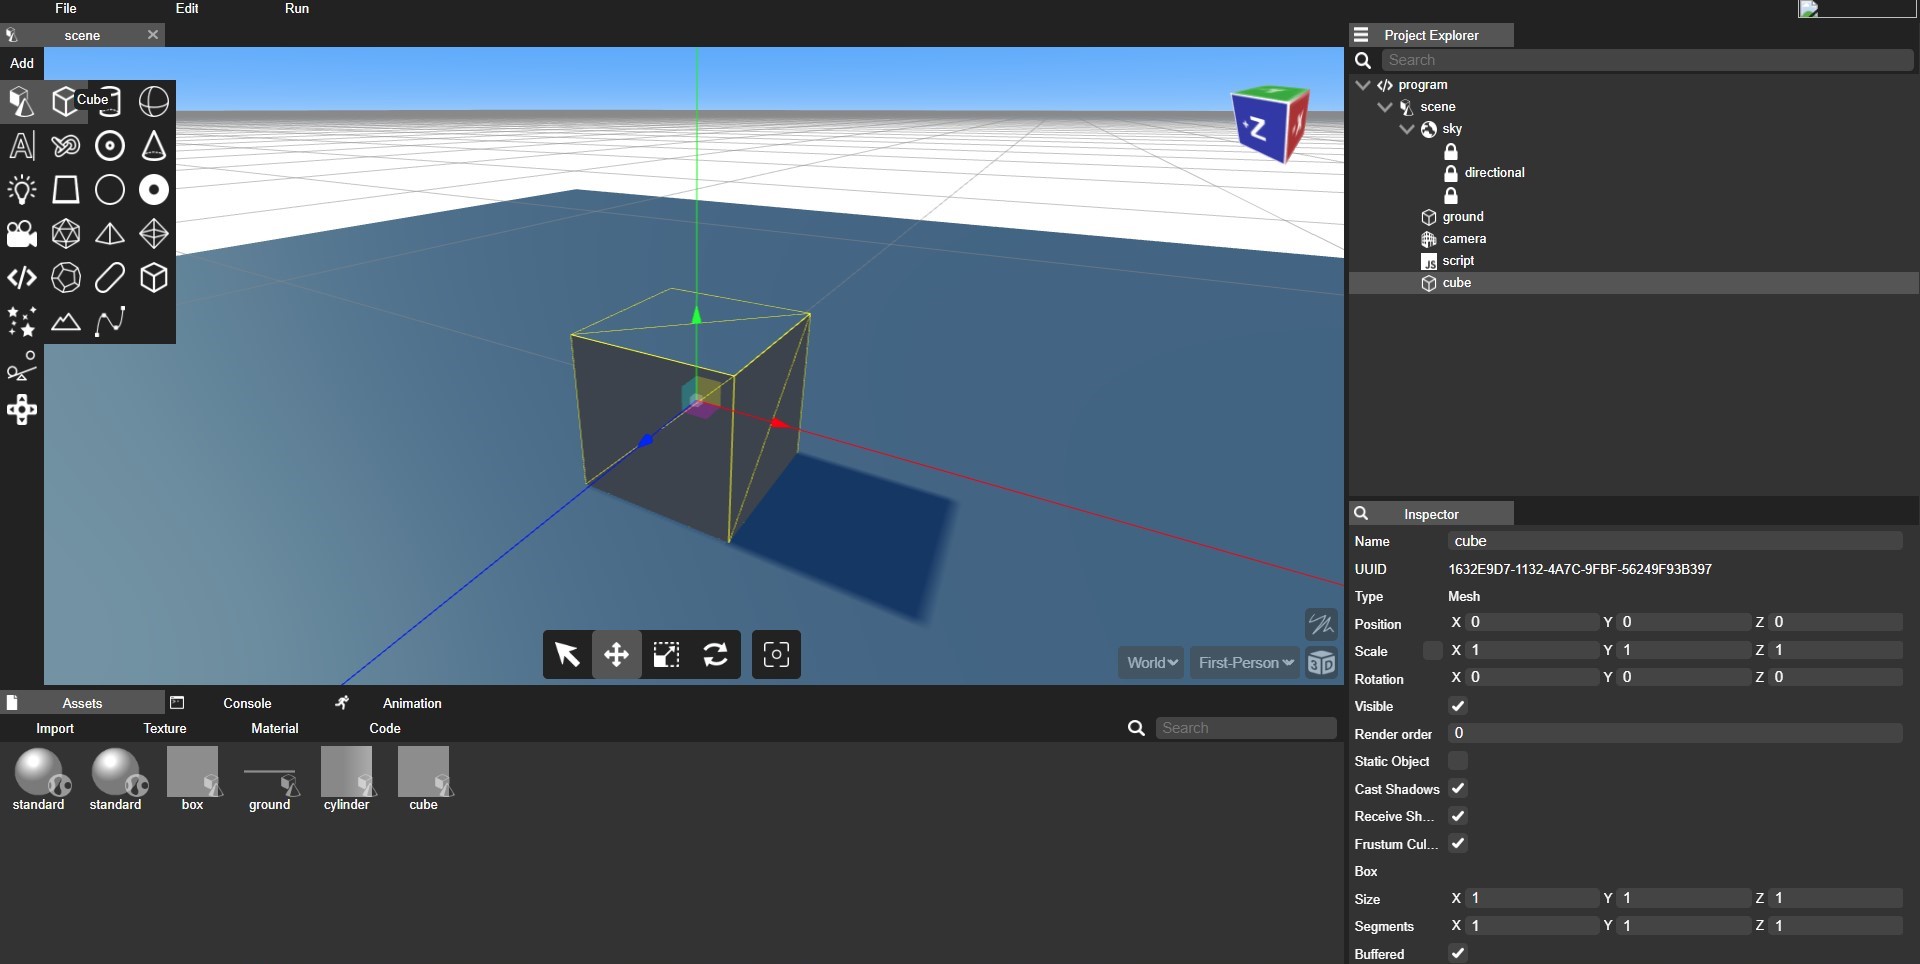 File Edit Run
scene
Add
Cube
Z
X
World
First-Person
3D
Project Explorer
Search
program
scene
sky
directional
ground
camera
JS script
cube
Inspector
Name cube
UUID 1632E9D7-1132-4A7C-9FBF-56249F93B397
Type Mesh
Position X 0 Y 0 Z 0
Scale X 1 Y 1 Z 1
Rotation X 0 Y 0 Z 0
Visible
Render order 0
Static Object
Cast Shadows
Receive Sh...
Frustum Cul...
Box
Size X 1 Y 1 Z 1
Segments X 1 Y 1 Z 1
Buffered
Assets Console Animation
Import Texture Material Code Search
standard standard box ground cylinder cube